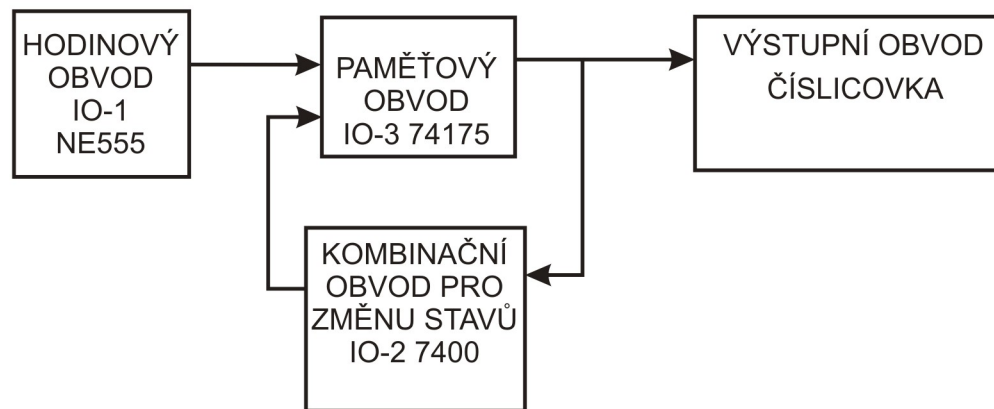 HODINOVÝ
OBVOD
IO-1
NE555
PAMĚŤOVÝ
OBVOD
IO-3 74175
VÝSTUPNÍ OBVOD
ČÍSLICOVKA
KOMBINAČNÍ
OBVOD PRO
ZMĚNU STAVŮ
IO-2 7400